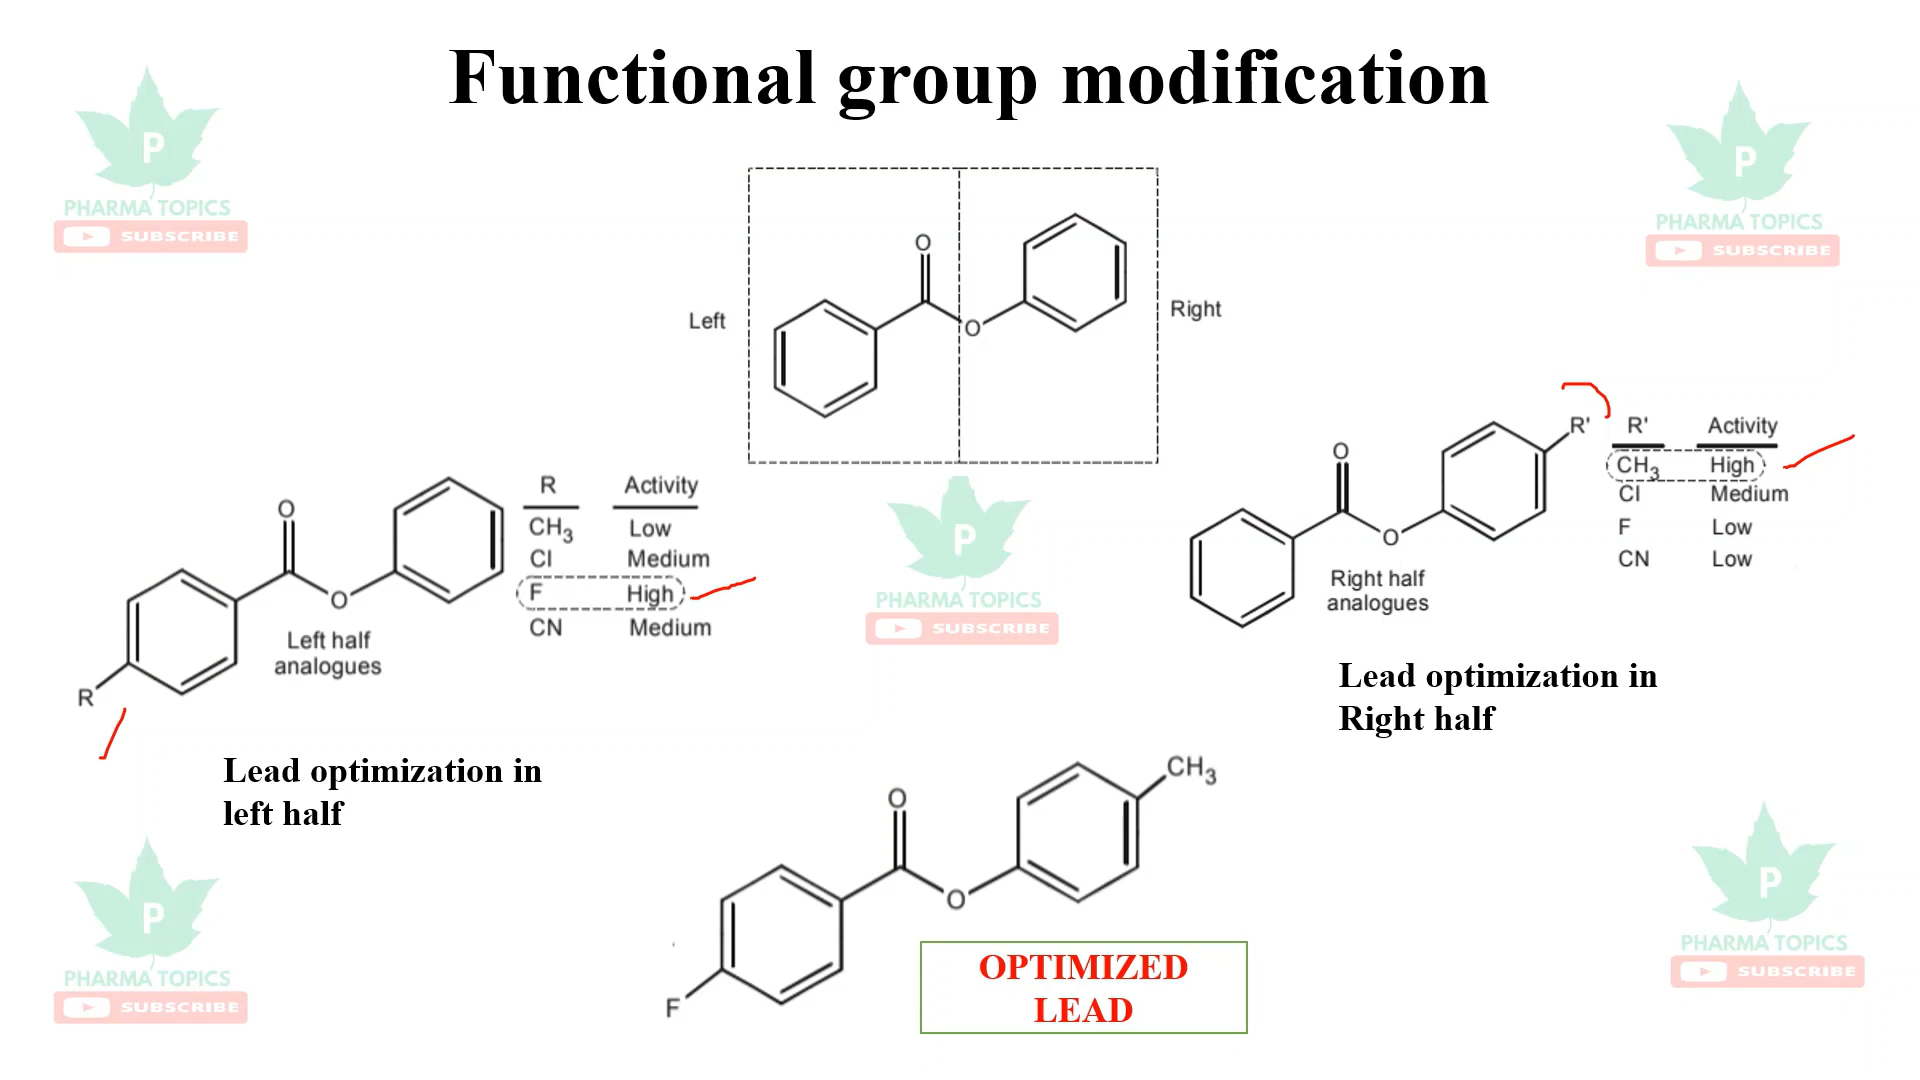 Functional group modification
P
PHARMA TOPICS
SUBSCRIBE
P
PHARMA TOPICS
SUBSCRIBE
Left
O
O
Right
O
O
R
Left half
analogues
R Activity
CH₃ Low
Cl Medium
F High
CN Medium
Lead optimization in
left half
P
PHARMA TOPICS
SUBSCRIBE
O
O
R'
Right half
analogues
R' Activity
CH₃ High
Cl Medium
F Low
CN Low
Lead optimization in
Right half
O
O
CH₃
F
OPTIMIZED
LEAD
P
PHARMA TOPICS
SUBSCRIBE
P
PHARMA TOPICS
SUBSCRIBE